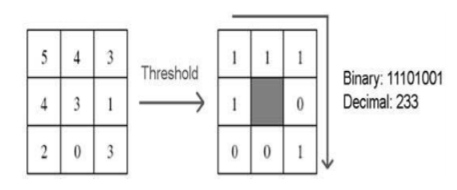 5 4 3
4 3 1
2 0 3
Threshold
1 1 1
1 0
0 0 1
Binary: 11101001
Decimal: 233